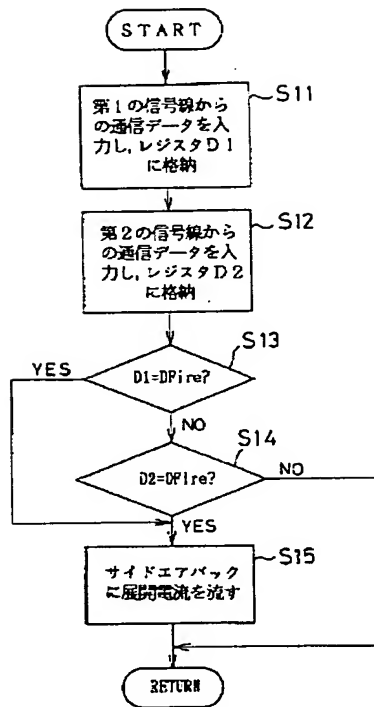 START
第1の信号線から
の通信データを入
力し,レジスタD1
に格納
S11
第2の信号線から
の通信データを入
力し,レジスタD2
に格納
S12
D1=DFire?
S13
YES
NO
D2=DFire?
S14
NO
YES
サイドエアバック
に展開電流を流す
S15
RETURN